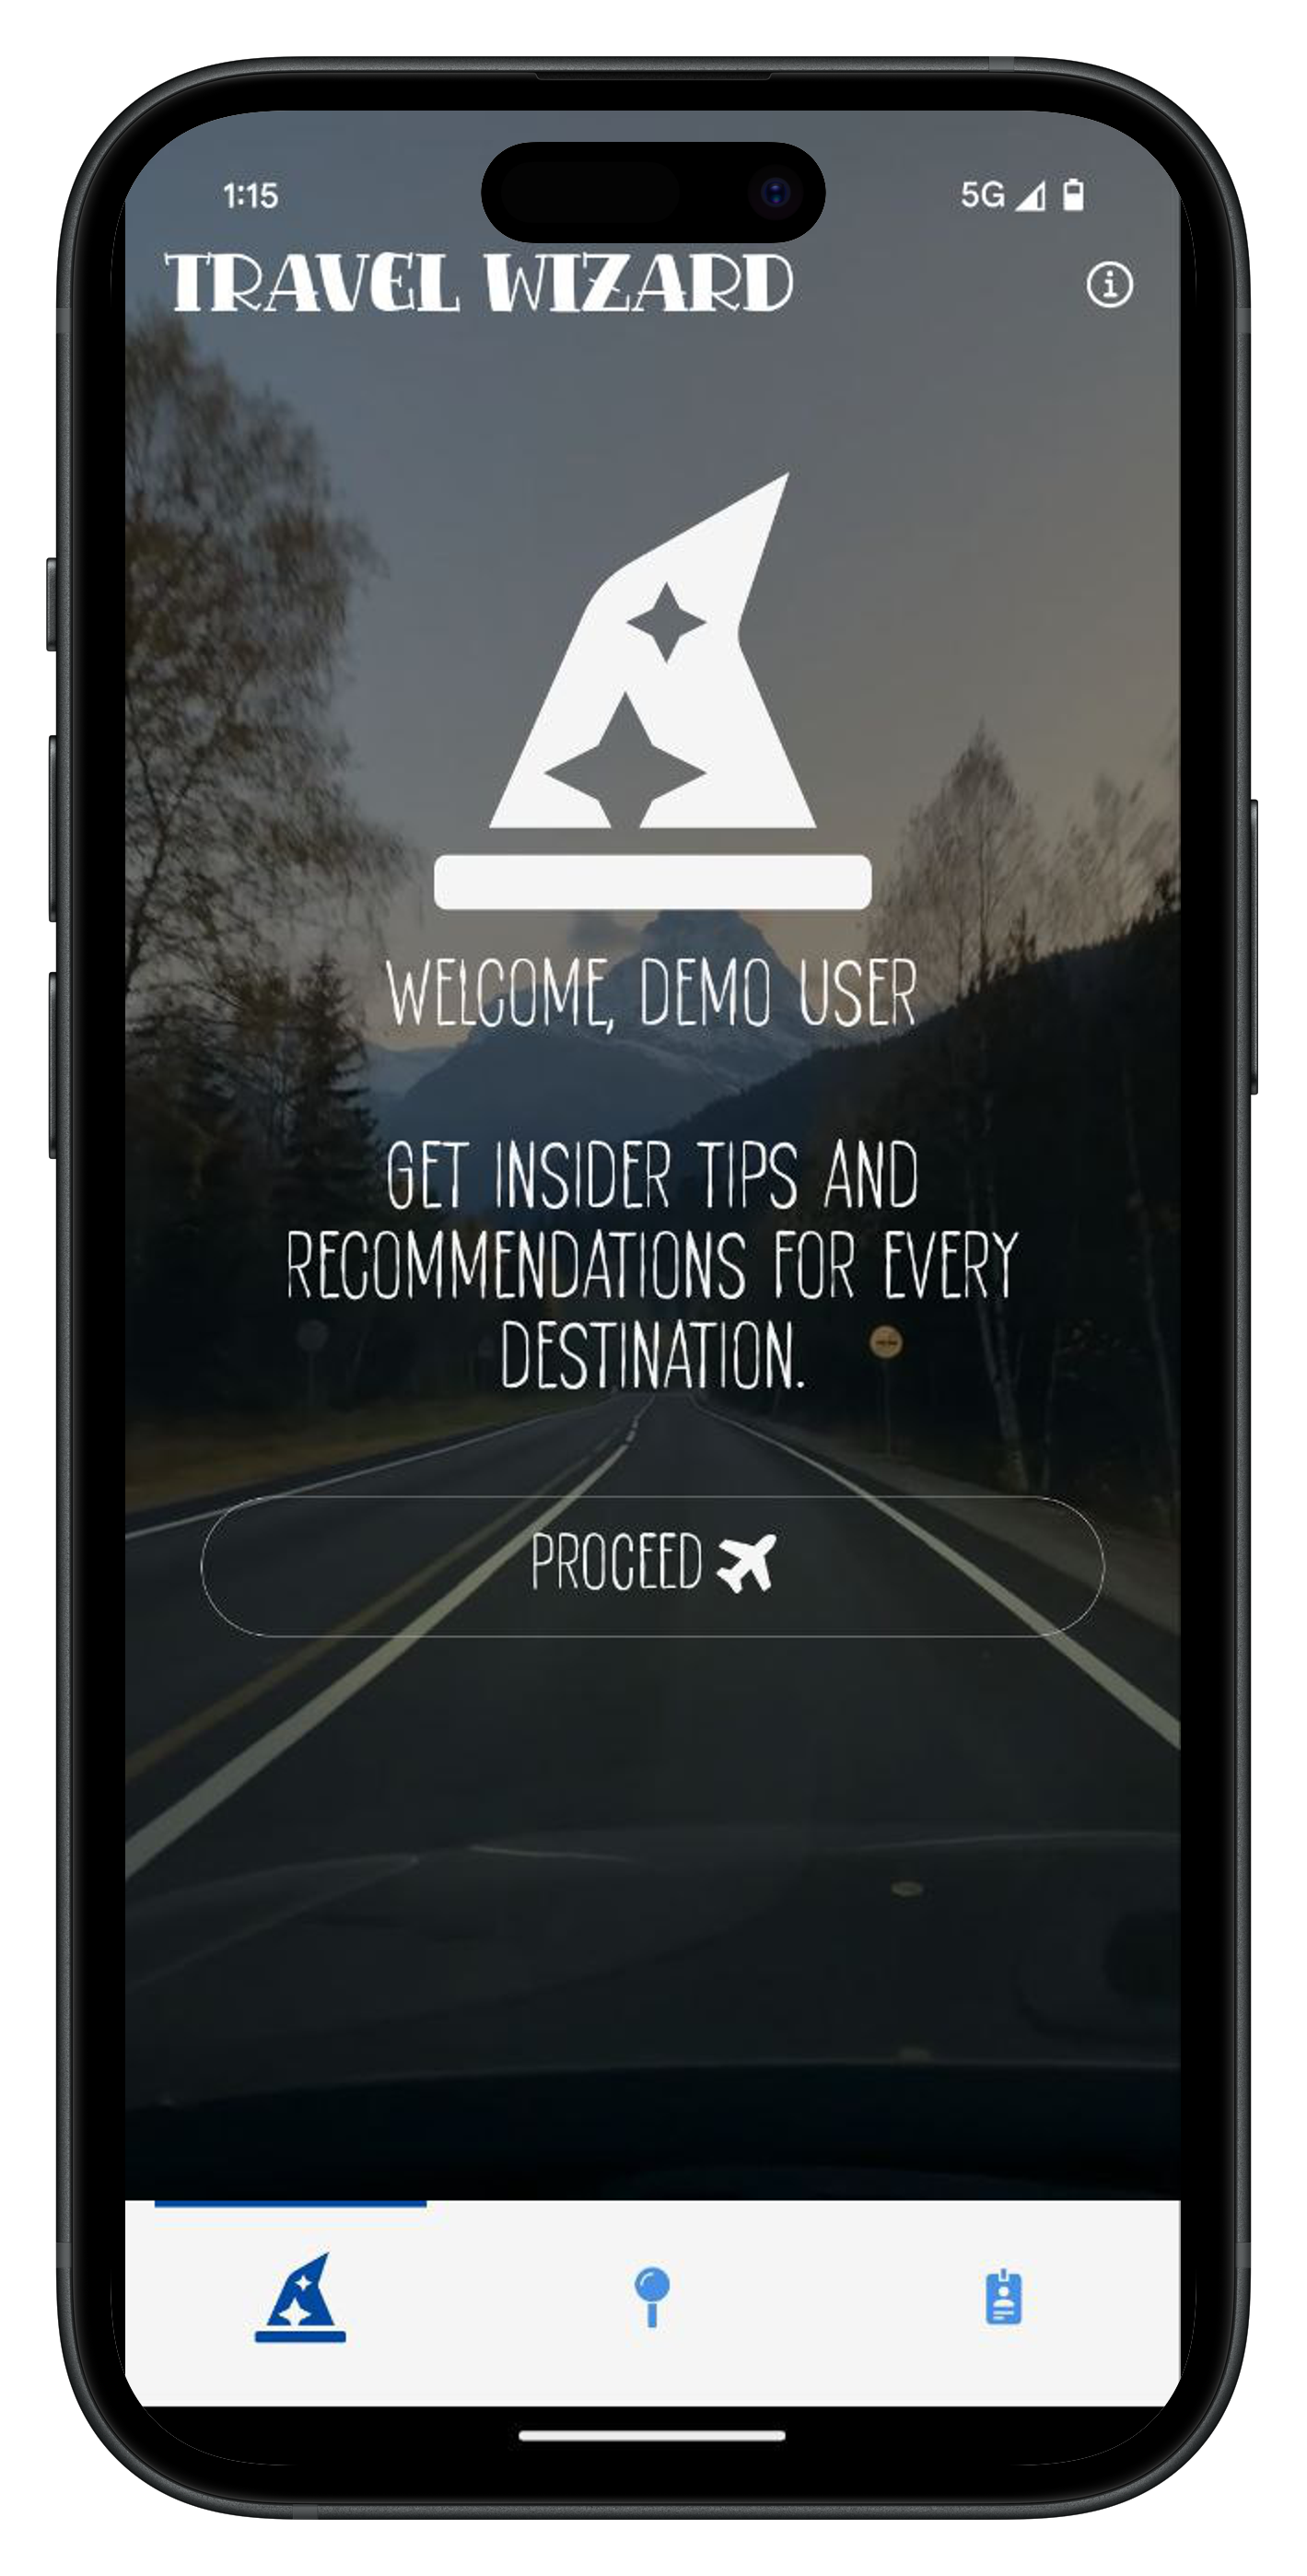 1:15
5G
TRAVEL WIZARD
WELCOME, DEMO USER
GET INSIDER TIPS AND
RECOMMENDATIONS FOR EVERY
DESTINATION.
PROCEED